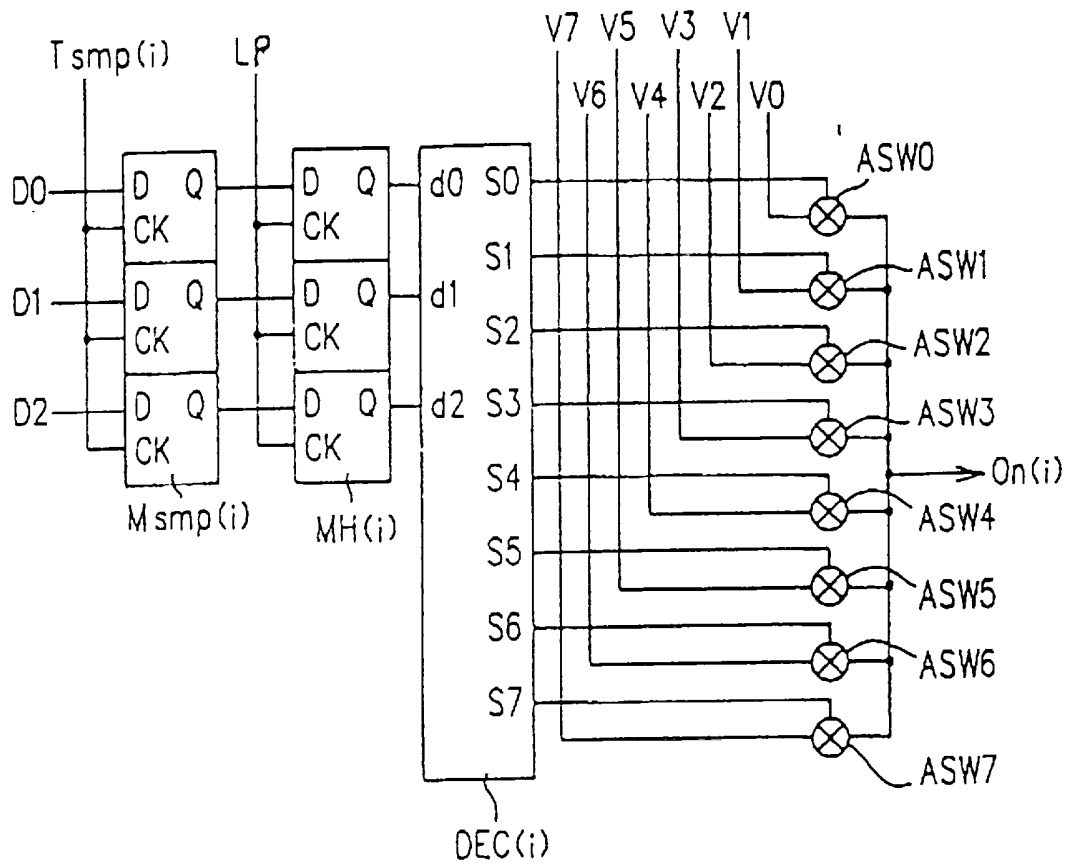 V7 V5 V3 V1
Tsmp(i) LP
V6 V4 V2 V0
ASW0
D0 D Q D Q d0 S0
CK CK
S1
ASW1
D1 D Q D Q d1
CK CK
S2
ASW2
D2 D Q D Q d2 S3
ASW3
CK CK
S4 On(i)
Msmp(i) MH(i)
ASW4
S5
ASW5
S6
ASW6
S7
ASW7
DEC(i)